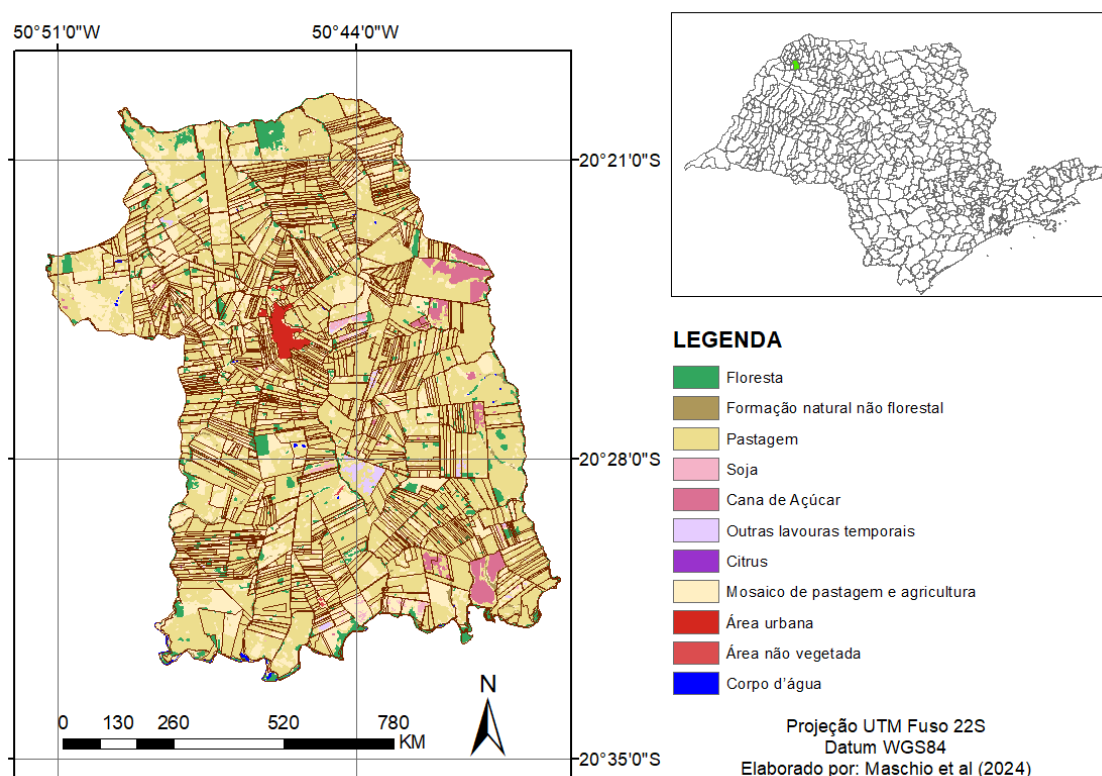 50°51'0"W
50°44'0"W
20°21'0"S
20°28'0"S
20°35'0"S
0 130 260 520 780
KM
N
LEGENDA
Floresta
Formação natural não florestal
Pastagem
Soja
Cana de Açúcar
Outras lavouras temporais
Citrus
Mosaico de pastagem e agricultura
Área urbana
Área não vegetada
Corpo d'água
Projeção UTM Fuso 22S
Datum WGS84
Elaborado por: Maschio et al (2024)